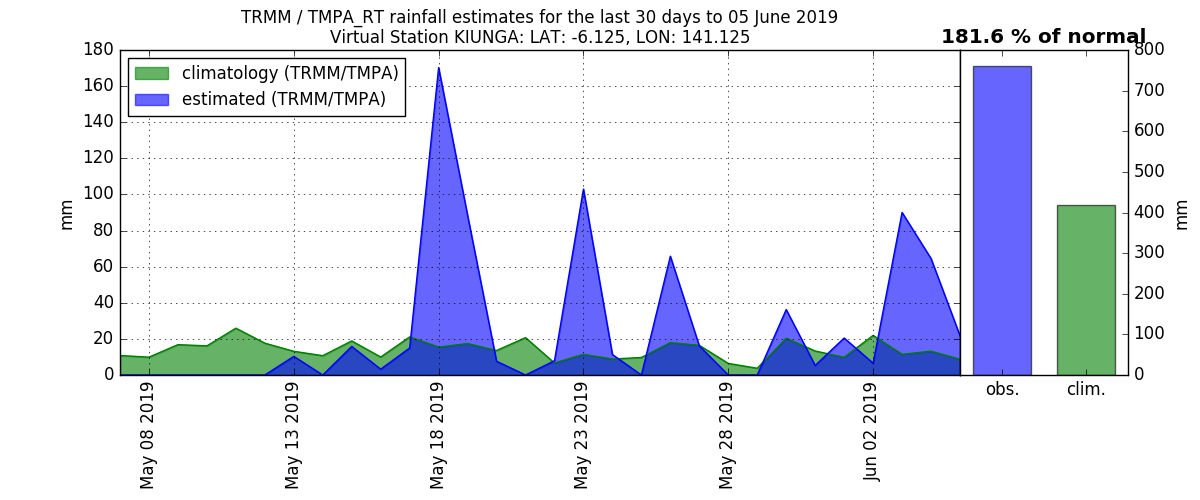 TRMM / TMPA_RT rainfall estimates for the last 30 days to 05 June 2019
Virtual Station KIUNGA: LAT: -6.125, LON: 141.125
181.6 % of normal
climatology (TRMM/TMPA)
estimated (TRMM/TMPA)
mm
180
160
140
120
100
80
60
40
20
0
May 08 2019
May 13 2019
May 18 2019
May 23 2019
May 28 2019
Jun 02 2019
800
700
600
500
400
300
200
100
0
mm
obs.
clim.